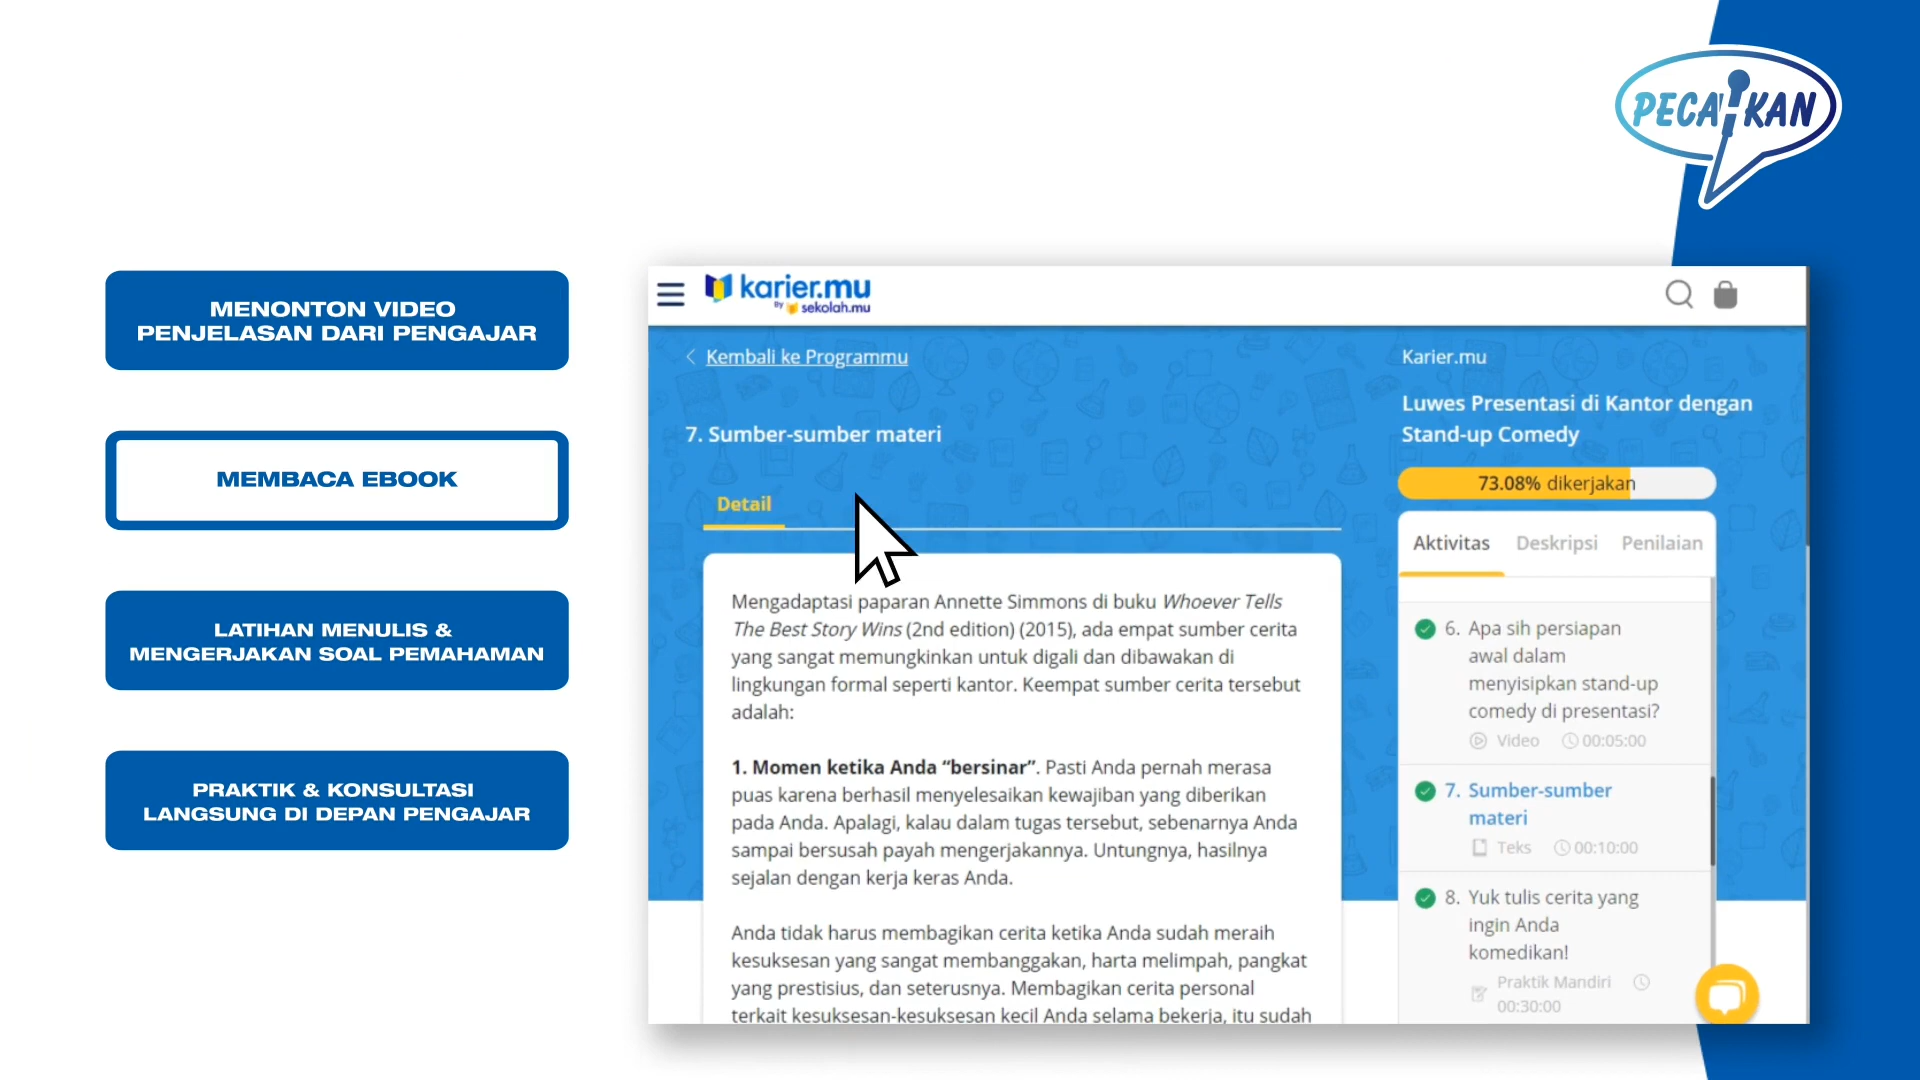 PECAHKAN
MENONTON VIDEO
PENJELASAN DARI PENGAJAR
MEMBACA EBOOK
LATIHAN MENULIS &
MENGERJAKAN SOAL PEMAHAMAN
PRAKTIK & KONSULTASI
LANGSUNG DI DEPAN PENGAJAR
karier.mu
By sekolah.mu
Kembali ke Programmu
7. Sumber-sumber materi
Detail
Mengadaptasi paparan Annette Simmons di buku Whoever Tells
The Best Story Wins (2nd edition) (2015), ada empat sumber cerita
yang sangat memungkinkan untuk digali dan dibawakan di
lingkungan formal seperti kantor. Keempat sumber cerita tersebut
adalah:
1. Momen ketika Anda “bersinar”. Pasti Anda pernah merasa
puas karena berhasil menyelesaikan kewajiban yang diberikan
pada Anda. Apalagi, kalau dalam tugas tersebut, sebenarnya Anda
sampai bersusah payah mengerjakannya. Untungnya, hasilnya
sejalan dengan kerja keras Anda.
Anda tidak harus membagikan cerita ketika Anda sudah meraih
kesuksesan yang sangat membanggakan, harta melimpah, pangkat
yang prestisius, dan seterusnya. Membagikan cerita personal
terkait kesuksesan-kesuksesan kecil Anda selama bekerja, itu sudah
Karier.mu
Luwes Presentasi di Kantor dengan
Stand-up Comedy
73.08% dikerjakan
Aktivitas Deskripsi Penilaian
6. Apa sih persiapan
awal dalam
menyisipkan stand-up
comedy di presentasi?
Video 00:05:00
7. Sumber-sumber
materi
Teks 00:10:00
8. Yuk tulis cerita yang
ingin Anda
komedikan!
Praktik Mandiri
00:30:00